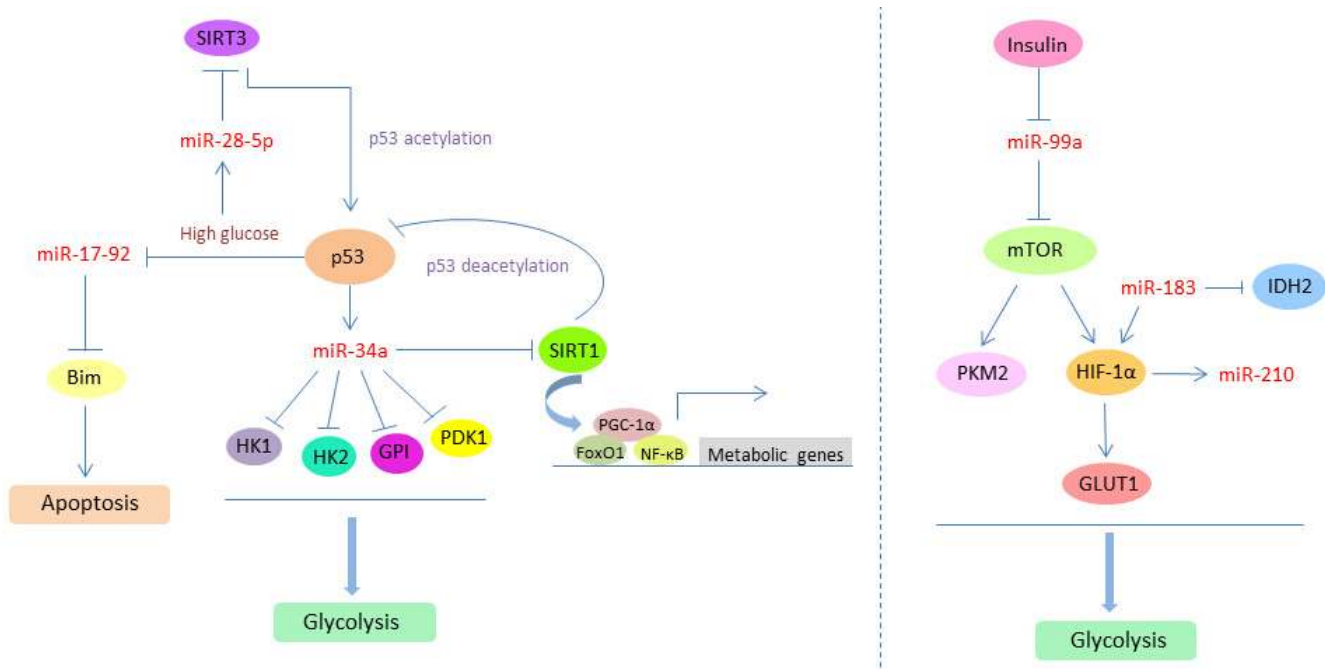 SIRT3
miR-28-5p
p53 acetylation
High glucose
miR-17-92
p53
p53 deacetylation
Bim
miR-34a
SIRT1
HK1
HK2
GPI
PDK1
PGC-1α
FoxO1
NF-κB
Metabolic genes
Apoptosis
Glycolysis
Insulin
miR-99a
mTOR
miR-183
IDH2
PKM2
HIF-1α
miR-210
GLUT1
Glycolysis